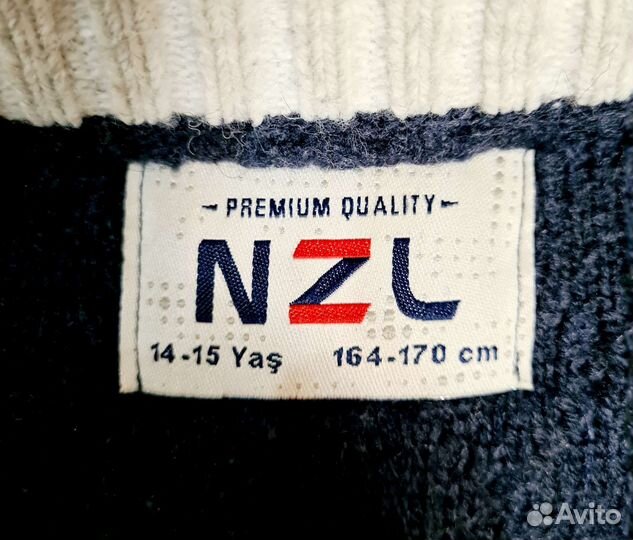 PREMIUM QUALITY
NZL
14-15 Yaş 164-170 cm
Avito